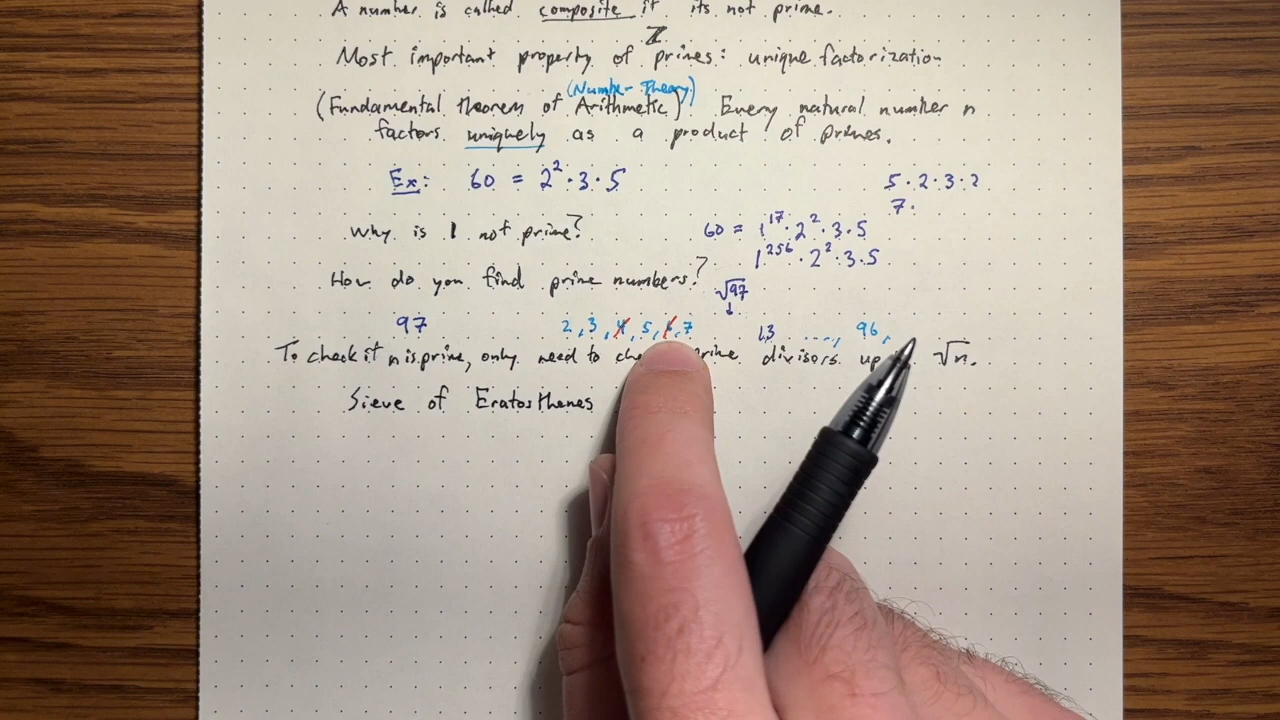 A number is called composite if its not prime.
ℤ
Most important property of primes: unique factorization
(Number Theory)
(Fundamental theorem of Arithmetic) Every natural number n
factors uniquely as a product of primes.
Ex: 60 = 2²·3·5
5·2·3·2
7·
Why is 1 not prime?
60 = 1¹⁷·2²·3·5
1²⁵⁶·2²·3·5
How do you find prime numbers?
√97
↓
97 2,3,4,5,6,7 13 ...., 96,
To check if n is prime, only need to divisors √n.
Sieve of Eratosthenes